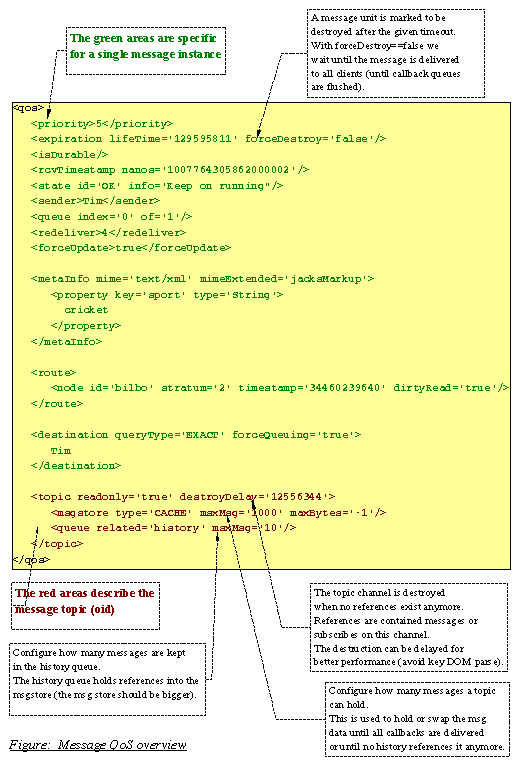 The green areas are specific
for a single message instance
A message unit is marked to be
destroyed after the given timeout.
With forceDestroy==false we
wait until the message is delivered
to all clients (until callback queues
are flushed).
<qos>
<priority>5</priority>
<expiration lifeTime='129595811' forceDestroy='false'/>
<isDurable/>
<rcvTimestamp nanos='1007764305862000002'/>
<state id='OK' info='Keep on running"/>
<sender>Tim</sender>
<queue index='0' of='1'/>
<redeliver>4</redeliver>
<forceUpdate>true</forceUpdate>
<metaInfo mime='text/xml' mimeExtended='jacksMarkup'>
<property key='sport' type='String'>
cricket
</property>
</metaInfo>
<route>
<node id='bilbo' stratum='2' timestamp='34460239640' dirtyRead='true'/>
</route>
<destination queryType='EXACT' forceQueuing='true'>
Tim
</destination>
<topic readonly='true' destroyDelay='12556344'>
<msgstore type='CACHE' maxMsg='1000' maxBytes='-1'/>
<queue related='history' maxMsg='10'/>
</topic>
</qos>
The red areas describe the
message topic (oid)
The topic channel is destroyed
when no references exist anymore.
References are contained messages or
subscribes on this channel.
The destruction can be delayed for
better performance (avoid key DOM parse).
Configure how many messages are kept
in the history queue.
The history queue holds references into the
msgstore (the msg store should be bigger).
Configure how many messages a topic
can hold.
This is used to hold or swap the msg
data until all callbacks are delivered
or until no history references it anymore.
Figure: Message QoS overview